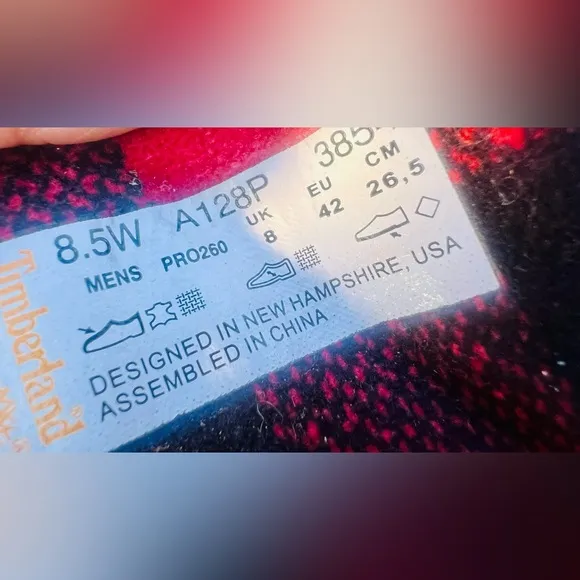 Timberland®
8.5W A128P
MENS PRO260 UK EU CM
8 42 26,5
DESIGNED IN NEW HAMPSHIRE, USA
ASSEMBLED IN CHINA